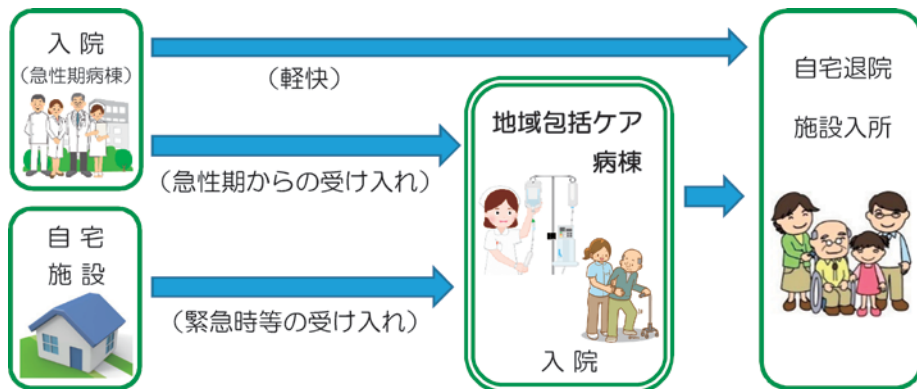 入院
（急性期病棟）
（軽快）
（急性期からの受け入れ）
自宅
施設
（緊急時等の受け入れ）
地域包括ケア
病棟
入院
自宅退院
施設入所